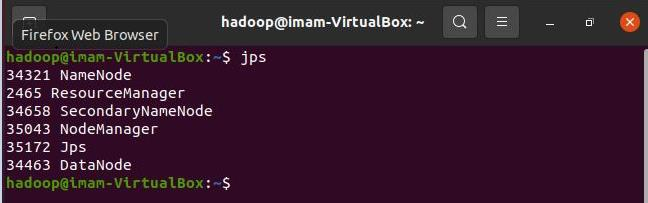 hadoop@imam-VirtualBox: ~
Firefox Web Browser
hadoop@imam-VirtualBox:~$ jps
34321 NameNode
2465 ResourceManager
34658 SecondaryNameNode
35043 NodeManager
35172 Jps
34463 DataNode
hadoop@imam-VirtualBox:~$